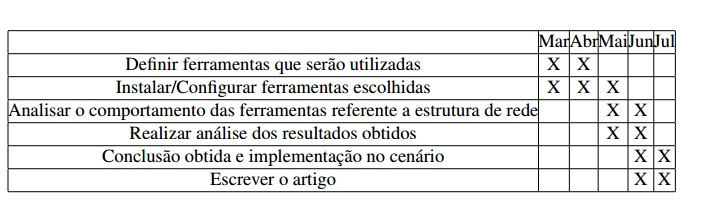 Mar Abr Mai Jun Jul
Definir ferramentas que serão utilizadas X X
Instalar/Configurar ferramentas escolhidas X X X
Analisar o comportamento das ferramentas referente a estrutura de rede X X
Realizar análise dos resultados obtidos X X
Conclusão obtida e implementação no cenário X X
Escrever o artigo X X